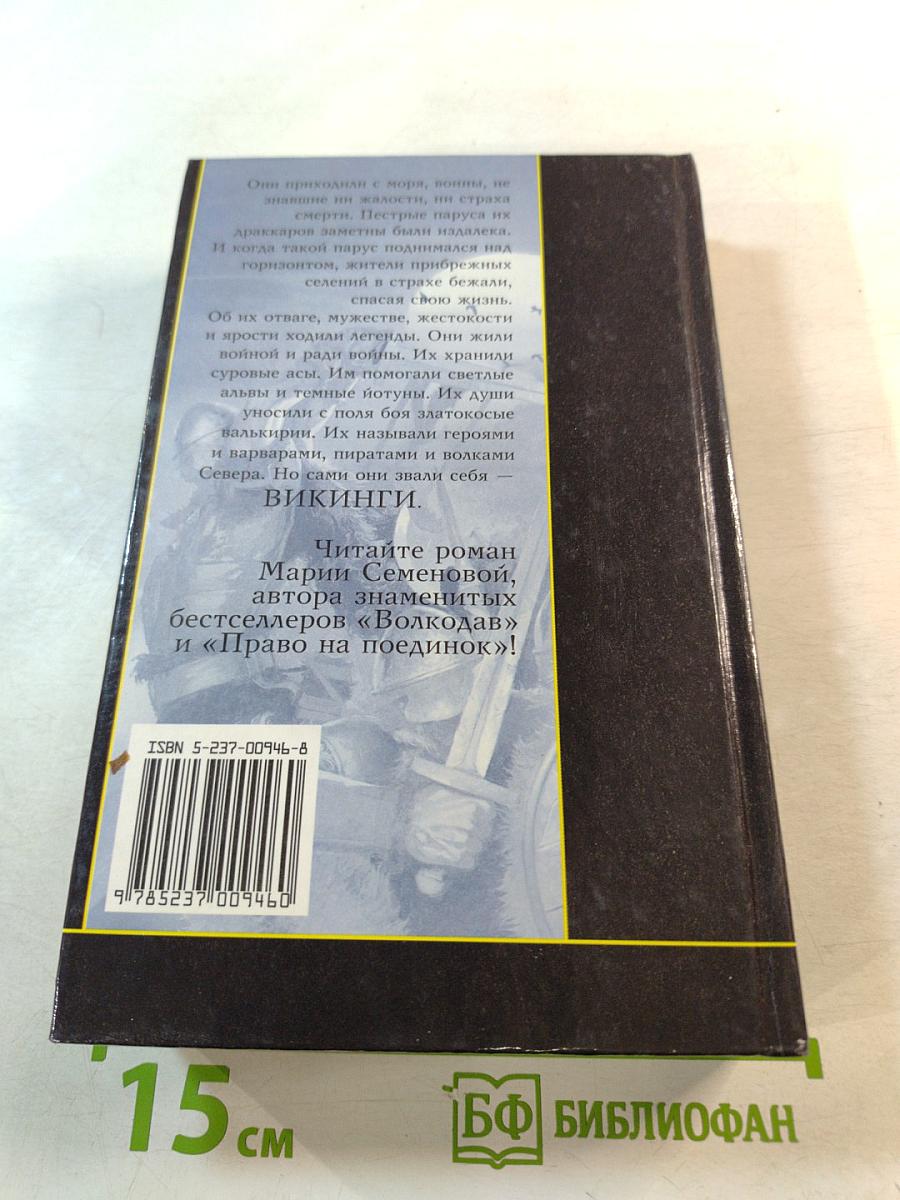 Они приходили с моря, воины, не
знавшие ни жалости, ни страха
смерти. Пестрые паруса их
драккаров заметны были издалека.
И когда такой парус поднимался над
горизонтом, жители прибрежных
селений в страхе бежали,
спасая свою жизнь.
Об их отваге, мужестве, жестокости
и ярости ходили легенды. Они жили
войной и ради войны. Их хранили
суровые асы. Им помогали светлые
альвы и темные йотуны. Их души
уносили с поля боя златокосые
валькирии. Их называли героями
и варварами, пиратами и волками
Севера. Но сами они звали себя —
ВИКИНГИ.
Читайте роман
Марии Семеновой,
автора знаменитых
бестселлеров «Волкодав»
и «Право на поединок»!
ISBN 5-237-00946-8
9 785237 009460
15 см
БФ БИБЛИОФАН